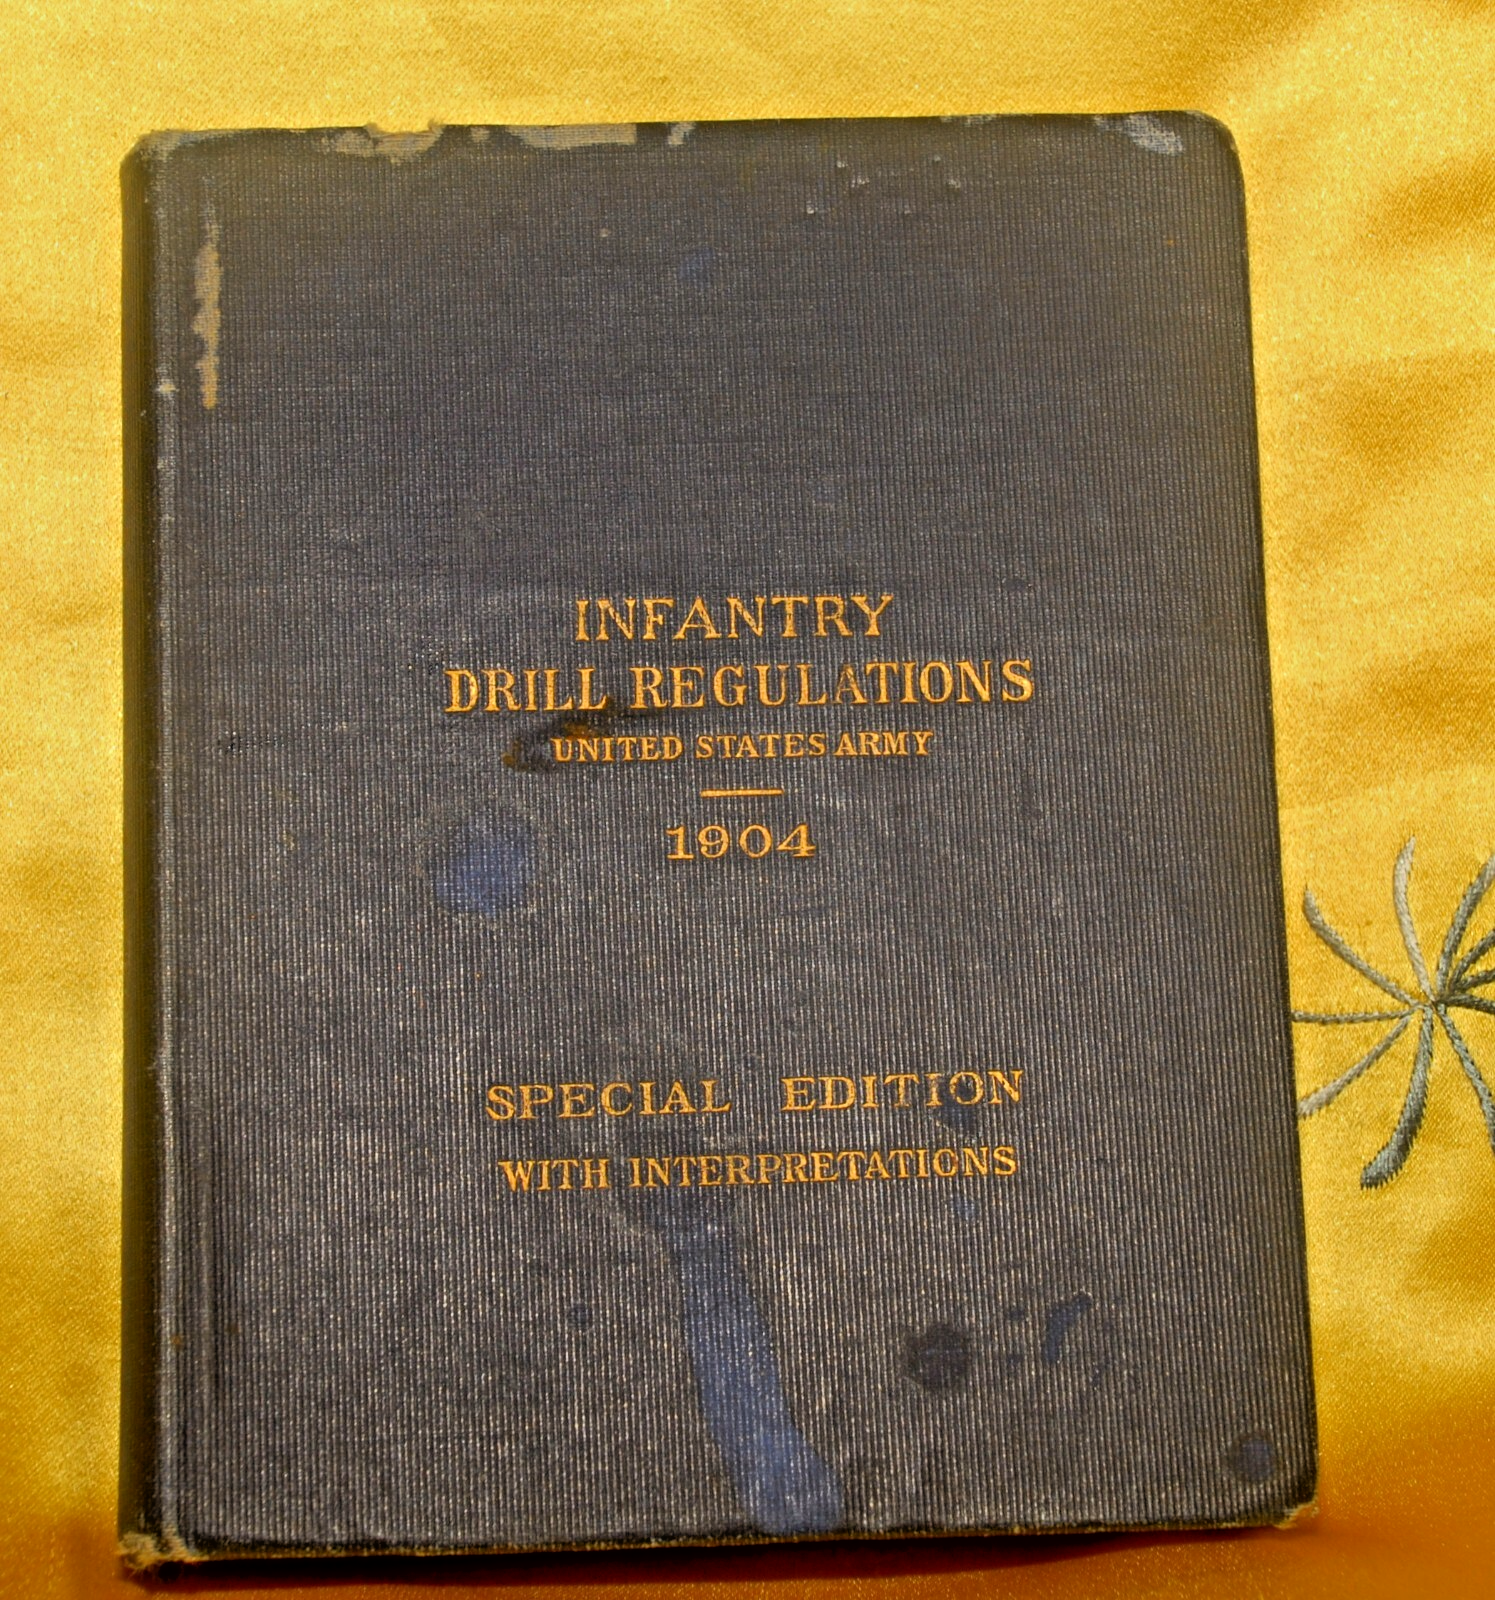 INFANTRY
DRILL REGULATIONS
UNITED STATES ARMY
1904
SPECIAL EDITION
WITH INTERPRETATIONS